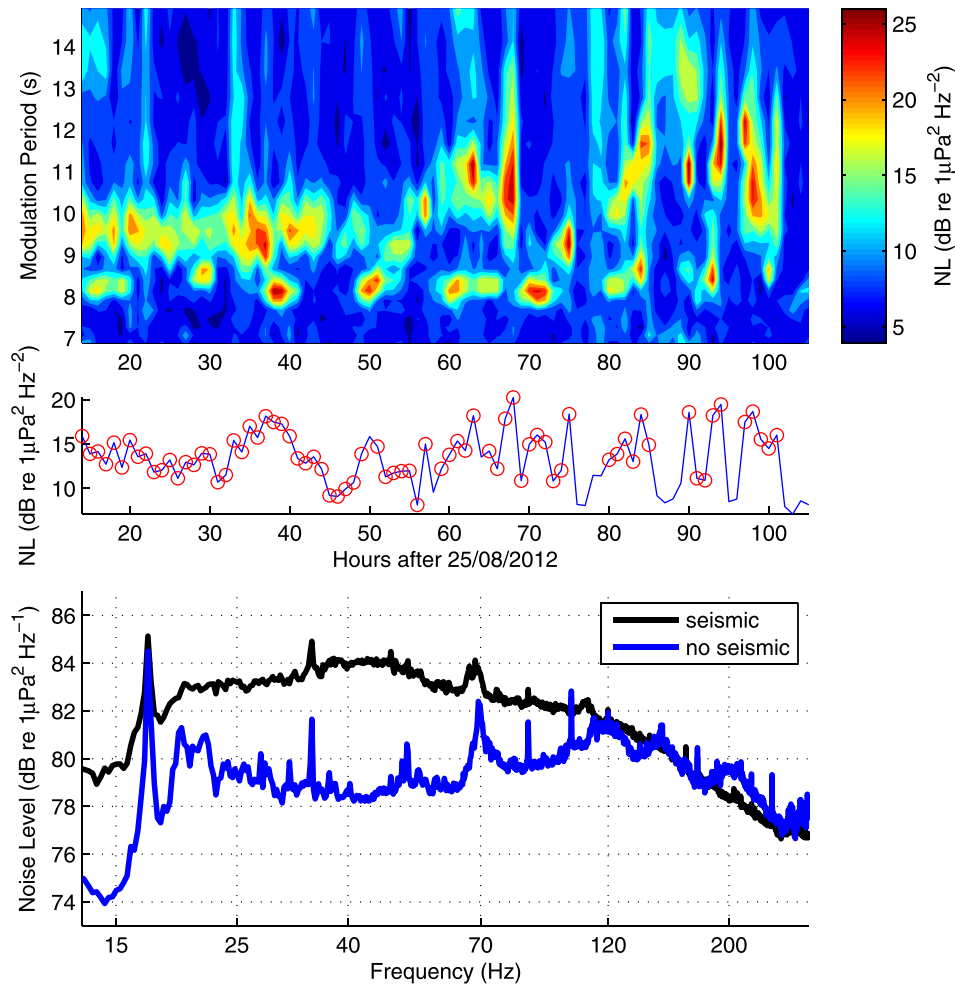 14
13
12
11
10
9
8
7
Modulation Period (s)
20 30 40 50 60 70 80 90 100
25
20
15
10
5
NL (dB re 1μPa² Hz⁻²)
20
15
10
NL (dB re 1μPa² Hz⁻²)
20 30 40 50 60 70 80 90 100
Hours after 25/08/2012
86
84
82
80
78
76
74
Noise Level (dB re 1μPa² Hz⁻¹)
seismic
no seismic
15 25 40 70 120 200
Frequency (Hz)